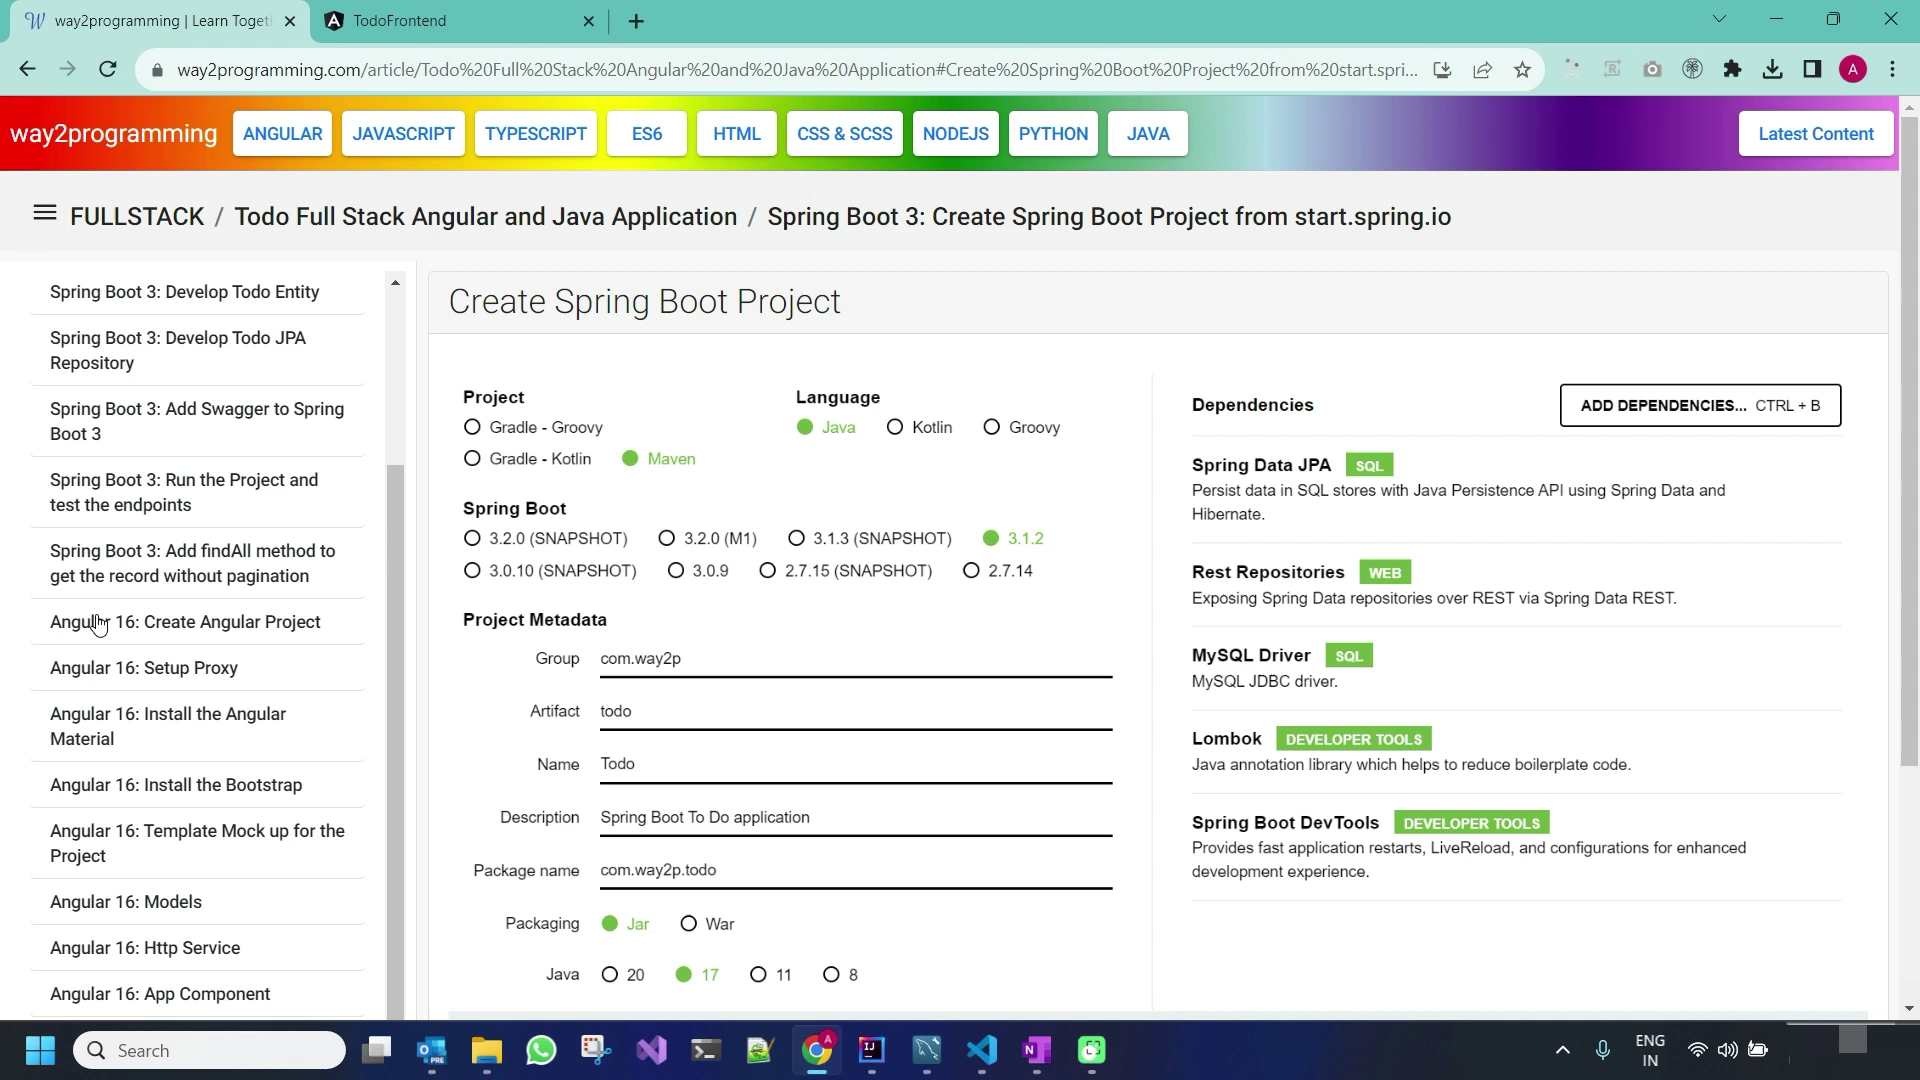 way2programming | Learn Toget
TodoFrontend
way2programming.com/article/Todo%20Full%20Stack%20Angular%20and%20Java%20Application#Create%20Spring%20Boot%20Project%20from%20start.spri...
A
way2programming
ANGULAR
JAVASCRIPT
TYPESCRIPT
ES6
HTML
CSS & SCSS
NODEJS
PYTHON
JAVA
Latest Content
FULLSTACK / Todo Full Stack Angular and Java Application / Spring Boot 3: Create Spring Boot Project from start.spring.io
Spring Boot 3: Develop Todo Entity
Spring Boot 3: Develop Todo JPA
Repository
Spring Boot 3: Add Swagger to Spring
Boot 3
Spring Boot 3: Run the Project and
test the endpoints
Spring Boot 3: Add findAll method to
get the record without pagination
Angular 16: Create Angular Project
Angular 16: Setup Proxy
Angular 16: Install the Angular
Material
Angular 16: Install the Bootstrap
Angular 16: Template Mock up for the
Project
Angular 16: Models
Angular 16: Http Service
Angular 16: App Component
Create Spring Boot Project
Project
Gradle - Groovy
Gradle - Kotlin Maven
Language
Java Kotlin Groovy
Spring Boot
3.2.0 (SNAPSHOT) 3.2.0 (M1) 3.1.3 (SNAPSHOT) 3.1.2
3.0.10 (SNAPSHOT) 3.0.9 2.7.15 (SNAPSHOT) 2.7.14
Project Metadata
Group com.way2p
Artifact todo
Name Todo
Description Spring Boot To Do application
Package name com.way2p.todo
Packaging Jar War
Java 20 17 11 8
Dependencies
ADD DEPENDENCIES... CTRL + B
Spring Data JPA SQL
Persist data in SQL stores with Java Persistence API using Spring Data and
Hibernate.
Rest Repositories WEB
Exposing Spring Data repositories over REST via Spring Data REST.
MySQL Driver SQL
MySQL JDBC driver.
Lombok DEVELOPER TOOLS
Java annotation library which helps to reduce boilerplate code.
Spring Boot DevTools DEVELOPER TOOLS
Provides fast application restarts, LiveReload, and configurations for enhanced
development experience.
Search
PRE
A
IJ
N
ENG
IN